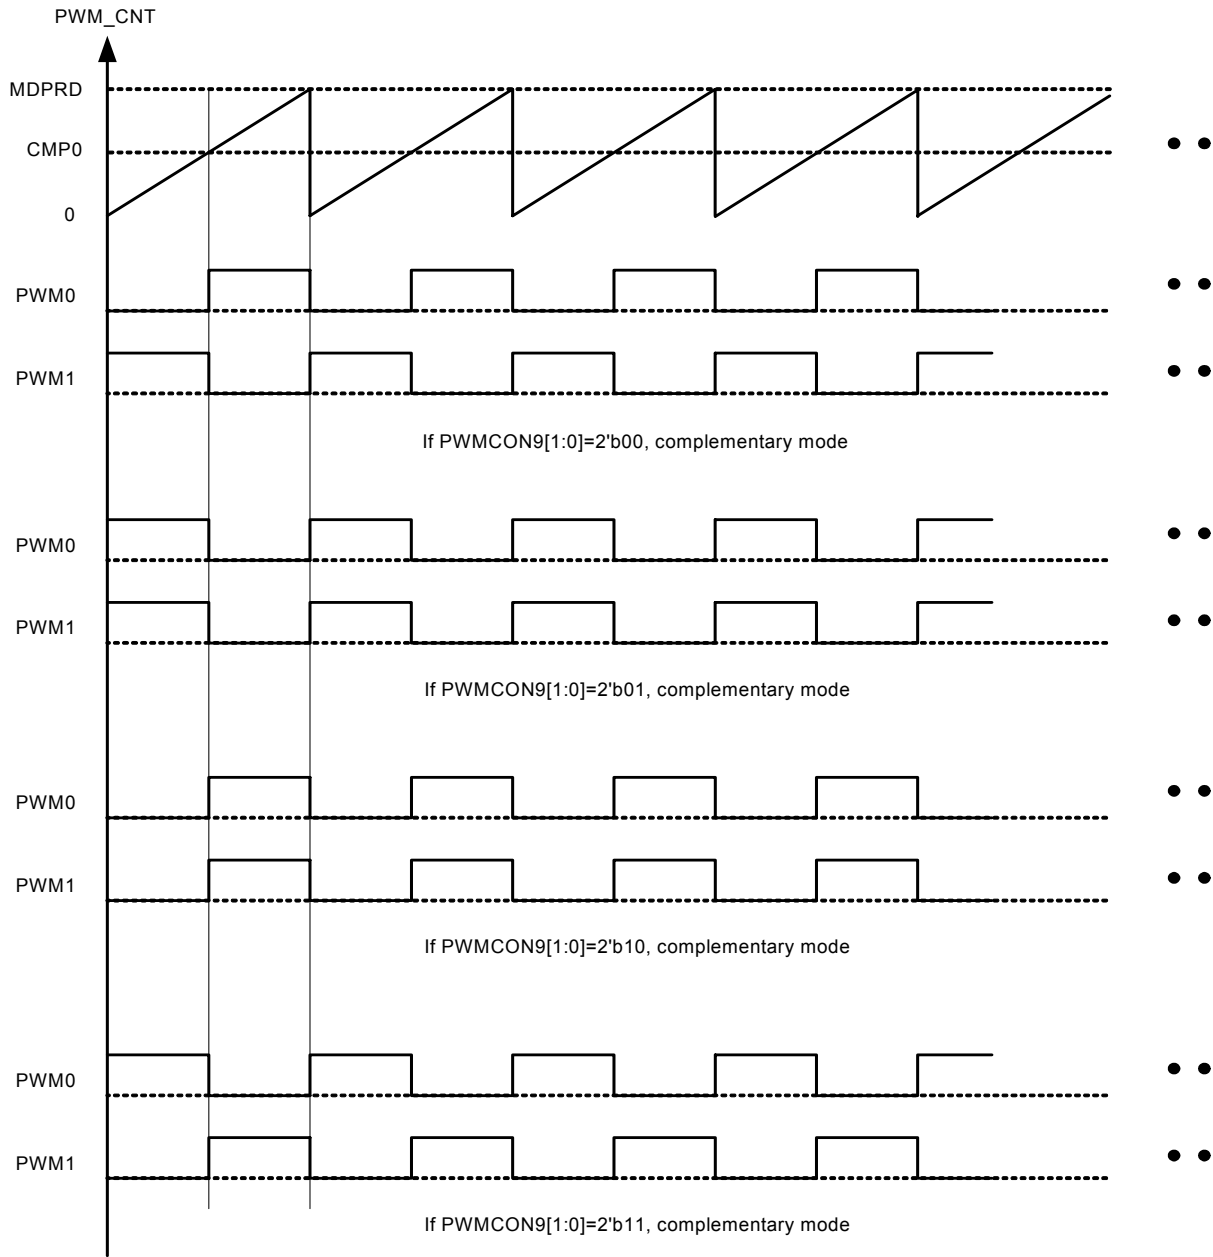 PWM_CNT
MDPRD
CMP0
0
PWM0
PWM1
If PWMCON9[1:0]=2'b00, complementary mode
PWM0
PWM1
If PWMCON9[1:0]=2'b01, complementary mode
PWM0
PWM1
If PWMCON9[1:0]=2'b10, complementary mode
PWM0
PWM1
If PWMCON9[1:0]=2'b11, complementary mode